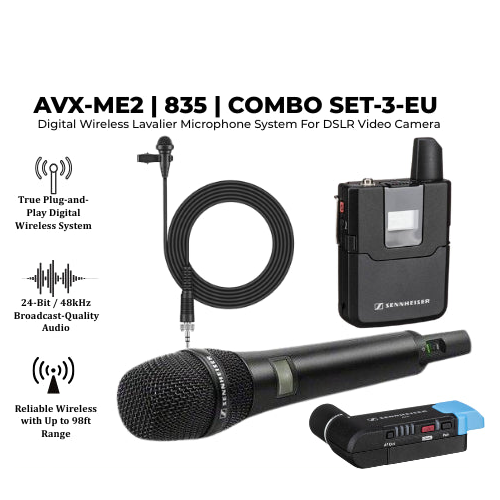 AVX-ME2 | 835 | COMBO SET-3-EU
Digital Wireless Lavalier Microphone System For DSLR Video Camera
True Plug-and-
Play Digital
Wireless System
24-Bit / 48kHz
Broadcast-Quality
Audio
Reliable Wireless
with Up to 98ft
Range
SENNHEISER
SENNHEISER
SENNHEISER